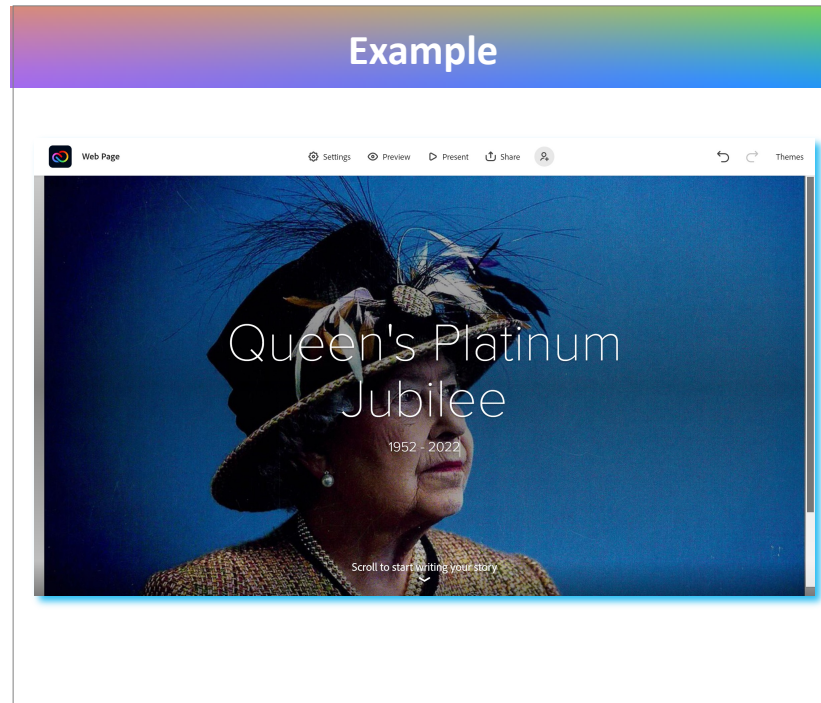 Example
Web Page Settings Preview Present Share Themes
Queen's Platinum
Jubilee
1952 - 2022
Scroll to start writing your story